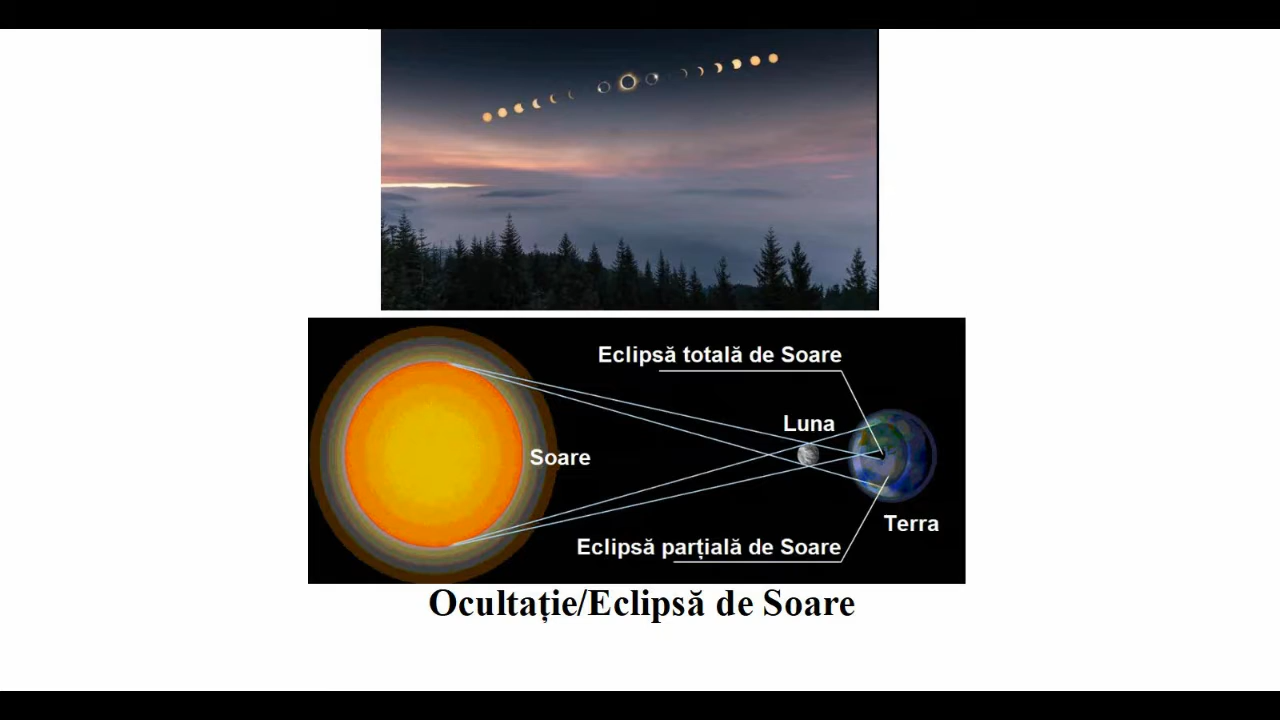 Eclipsă totală de Soare
Luna
Soare
Terra
Eclipsă parțială de Soare
Ocultație/Eclipsă de Soare